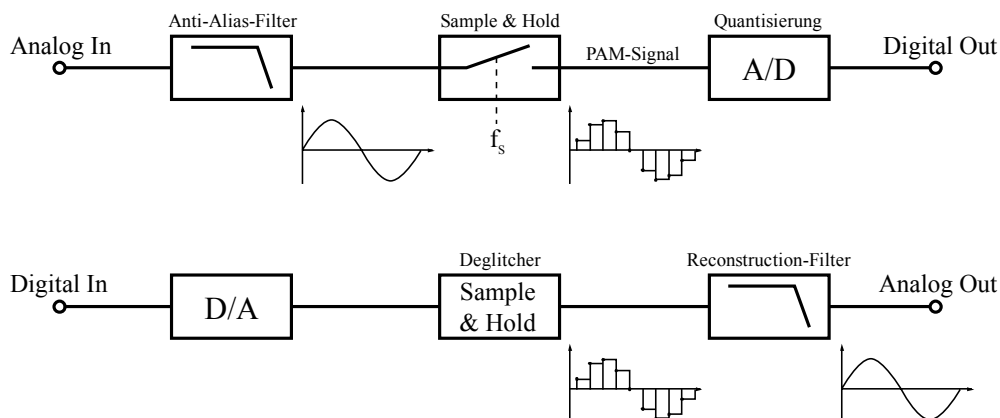 Anti-Alias-Filter
Sample & Hold
Quantisierung
Analog In
PAM-Signal
A/D
Digital Out
fs
Deglitcher
Reconstruction-Filter
Digital In
D/A
Sample
& Hold
Analog Out